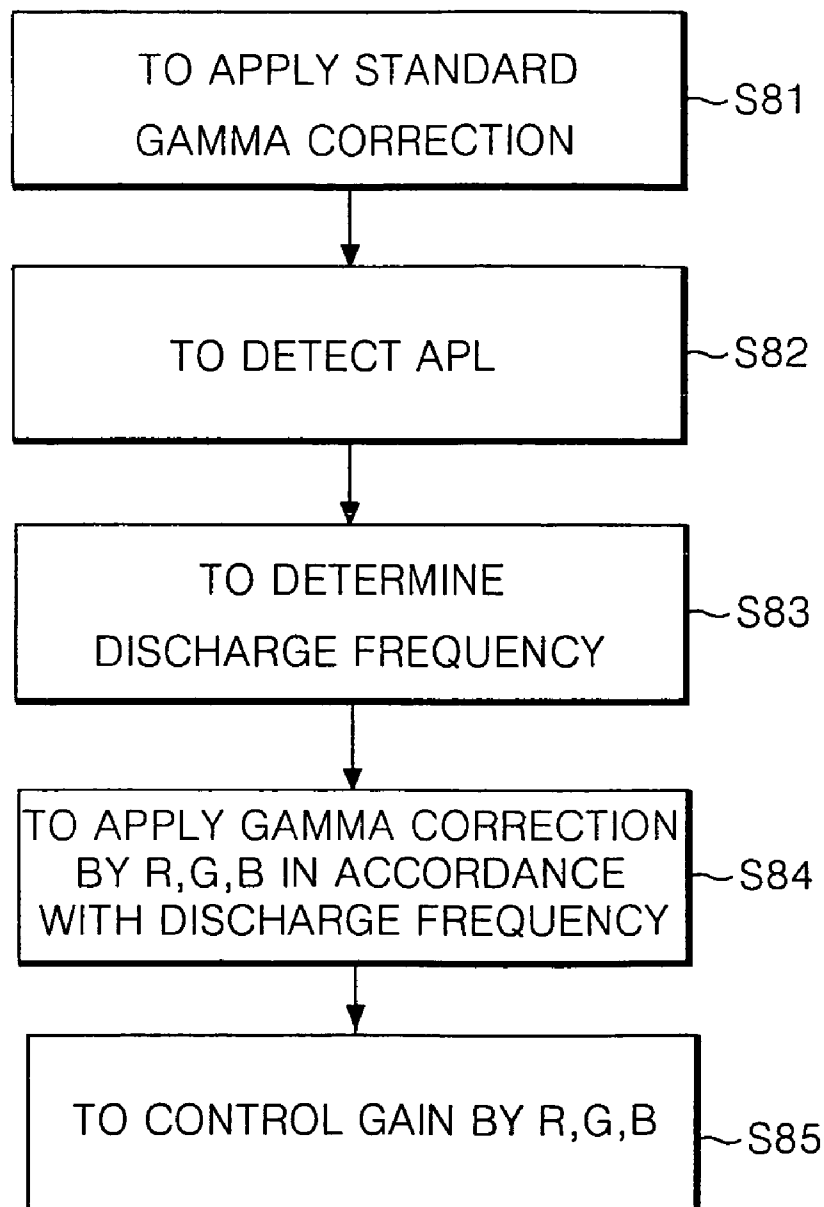 TO APPLY STANDARD
GAMMA CORRECTION
S81
TO DETECT APL
S82
TO DETERMINE
DISCHARGE FREQUENCY
S83
TO APPLY GAMMA CORRECTION
BY R,G,B IN ACCORDANCE
WITH DISCHARGE FREQUENCY
S84
TO CONTROL GAIN BY R,G,B
S85